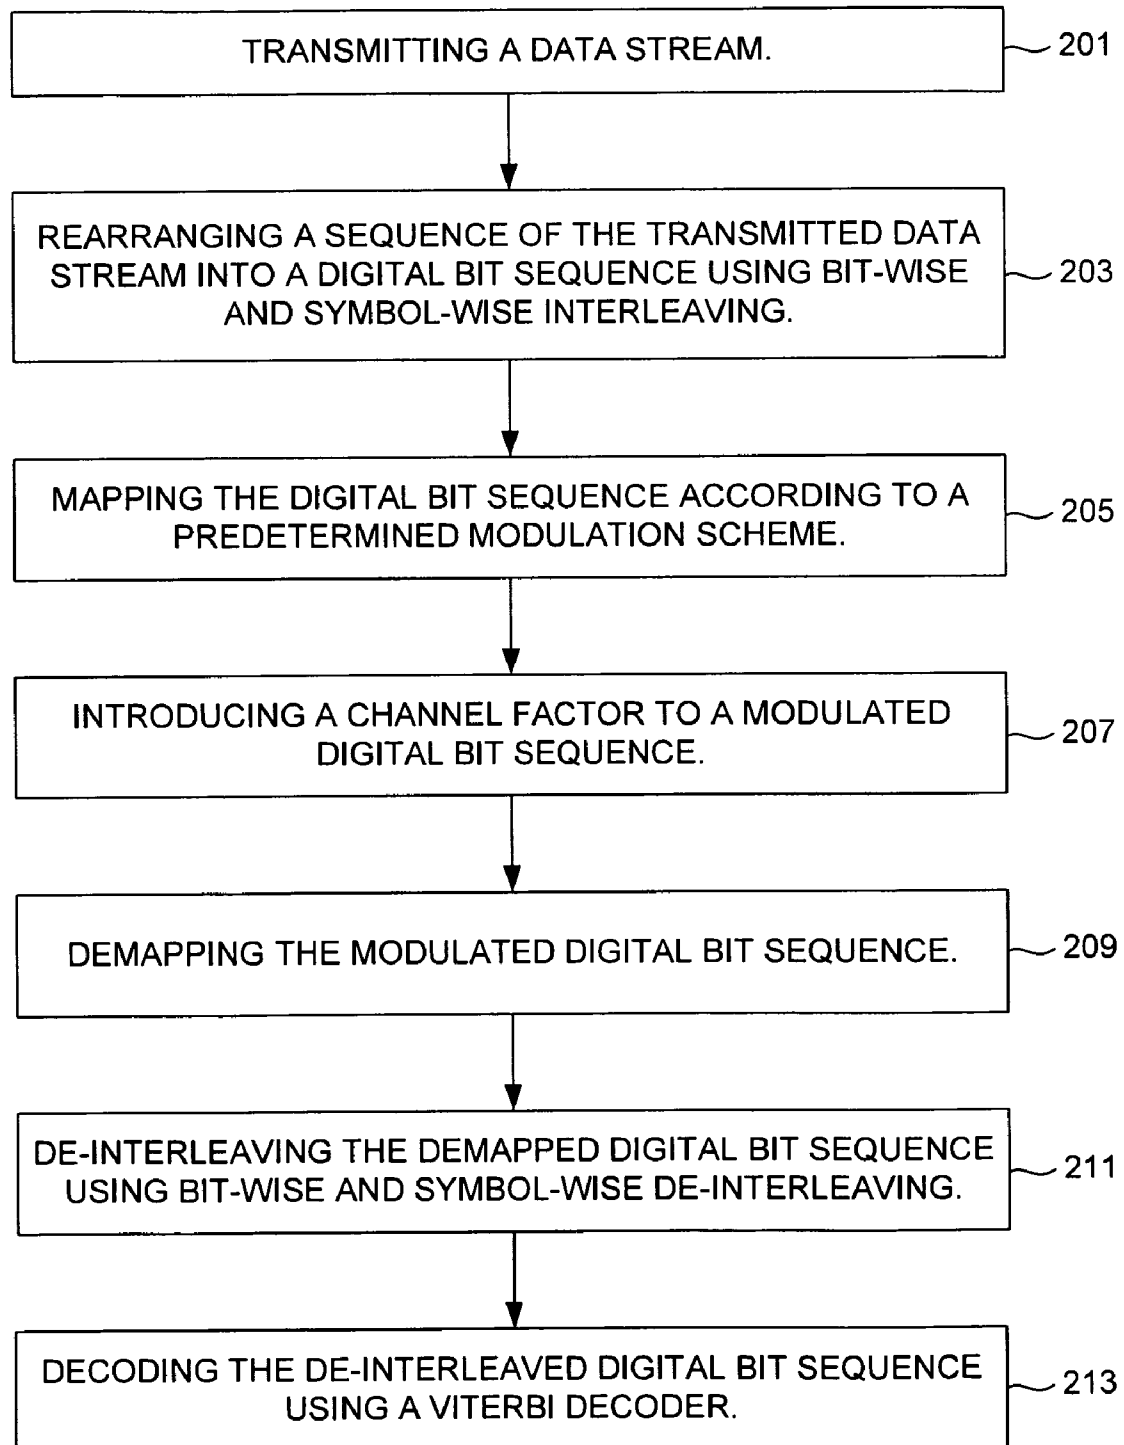 TRANSMITTING A DATA STREAM.
201
REARRANGING A SEQUENCE OF THE TRANSMITTED DATA
STREAM INTO A DIGITAL BIT SEQUENCE USING BIT-WISE
AND SYMBOL-WISE INTERLEAVING.
203
MAPPING THE DIGITAL BIT SEQUENCE ACCORDING TO A
PREDETERMINED MODULATION SCHEME.
205
INTRODUCING A CHANNEL FACTOR TO A MODULATED
DIGITAL BIT SEQUENCE.
207
DEMAPPING THE MODULATED DIGITAL BIT SEQUENCE.
209
DE-INTERLEAVING THE DEMAPPED DIGITAL BIT SEQUENCE
USING BIT-WISE AND SYMBOL-WISE DE-INTERLEAVING.
211
DECODING THE DE-INTERLEAVED DIGITAL BIT SEQUENCE
USING A VITERBI DECODER.
213